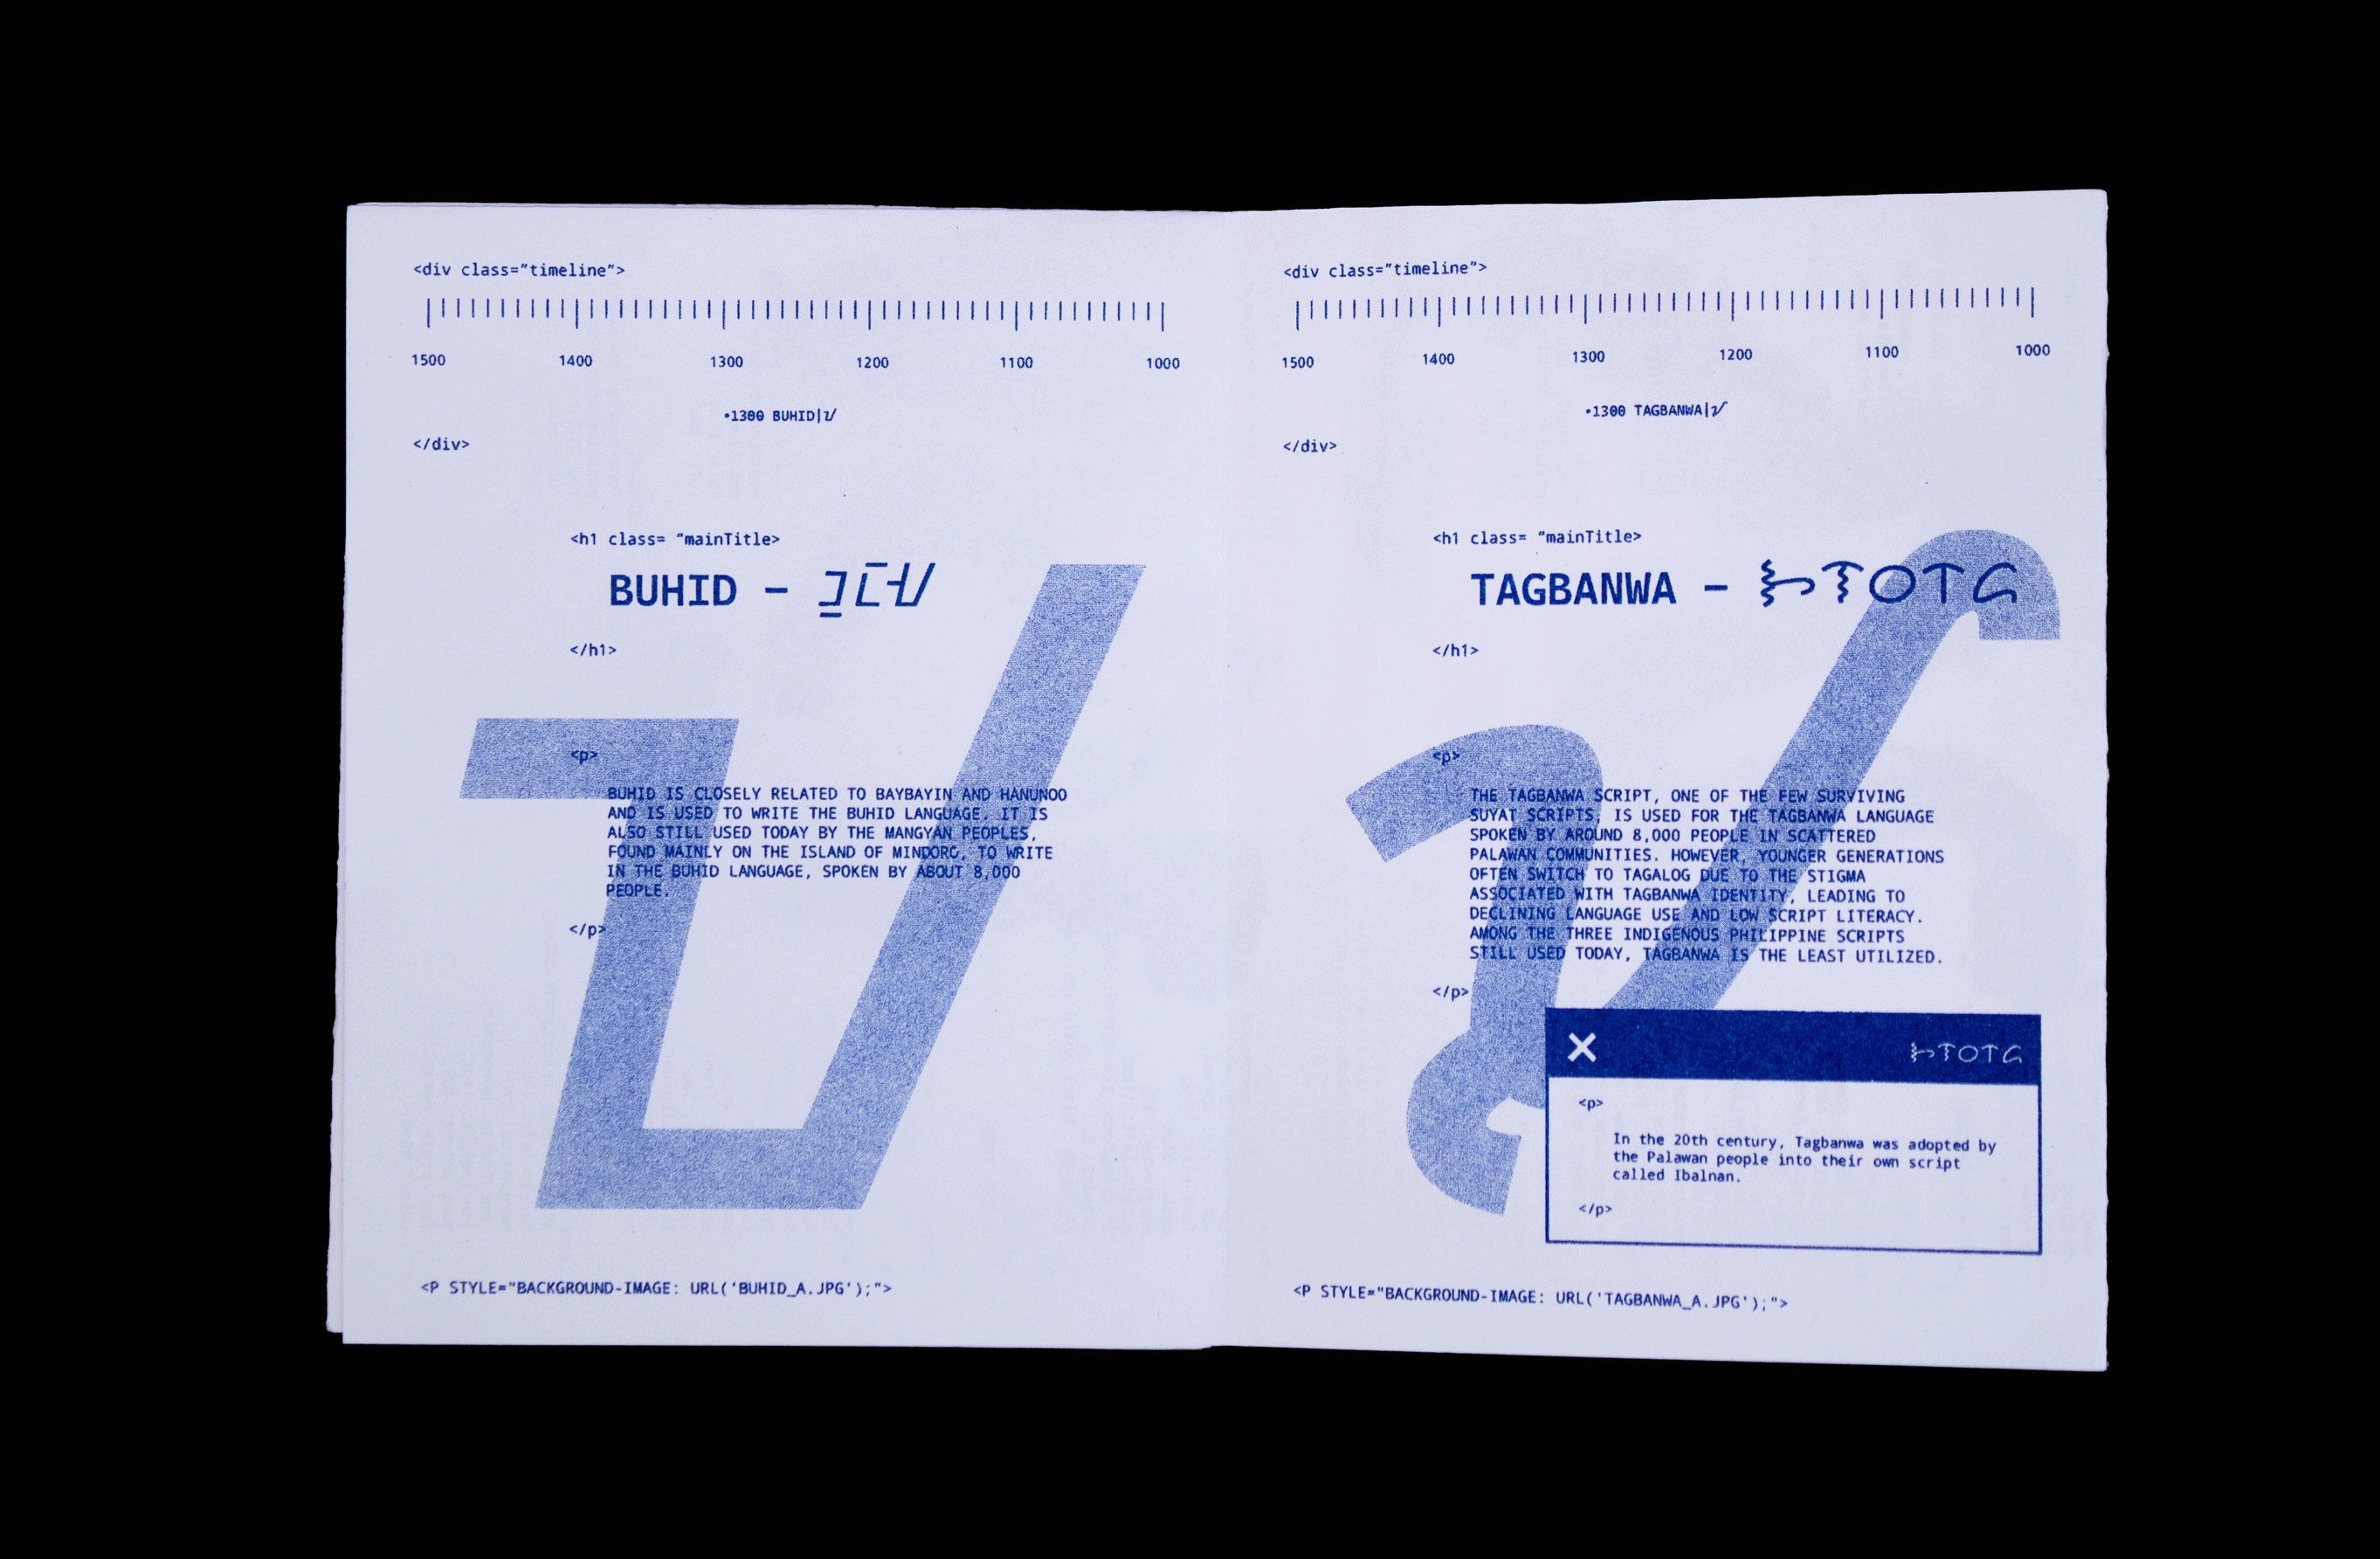 <div class="timeline">
1500 1400 1300 1200 1100 1000
•1300 BUHID|ᝀ
</div>
<h1 class= “mainTitle>
BUHID –
</h1>
<p>
BUHID IS CLOSELY RELATED TO BAYBAYIN AND HANUNOO
AND IS USED TO WRITE THE BUHID LANGUAGE. IT IS
ALSO STILL USED TODAY BY THE MANGYAN PEOPLES,
FOUND MAINLY ON THE ISLAND OF MINDORO, TO WRITE
IN THE BUHID LANGUAGE, SPOKEN BY ABOUT 8,000
PEOPLE.
</p>
<P STYLE="BACKGROUND-IMAGE: URL('BUHID_A.JPG');">
<div class="timeline">
1500 1400 1300 1200 1100 1000
•1300 TAGBANWA|ᝠ
</div>
<h1 class= “mainTitle>
TAGBANWA –
</h1>
<p>
THE TAGBANWA SCRIPT, ONE OF THE FEW SURVIVING
SUYAT SCRIPTS, IS USED FOR THE TAGBANWA LANGUAGE
SPOKEN BY AROUND 8,000 PEOPLE IN SCATTERED
PALAWAN COMMUNITIES. HOWEVER, YOUNGER GENERATIONS
OFTEN SWITCH TO TAGALOG DUE TO THE STIGMA
ASSOCIATED WITH TAGBANWA IDENTITY, LEADING TO
DECLINING LANGUAGE USE AND LOW SCRIPT LITERACY.
AMONG THE THREE INDIGENOUS PHILIPPINE SCRIPTS
STILL USED TODAY, TAGBANWA IS THE LEAST UTILIZED.
</p>
<p>
In the 20th century, Tagbanwa was adopted by
the Palawan people into their own script
called Ibalnan.
</p>
<P STYLE="BACKGROUND-IMAGE: URL('TAGBANWA_A.JPG');">